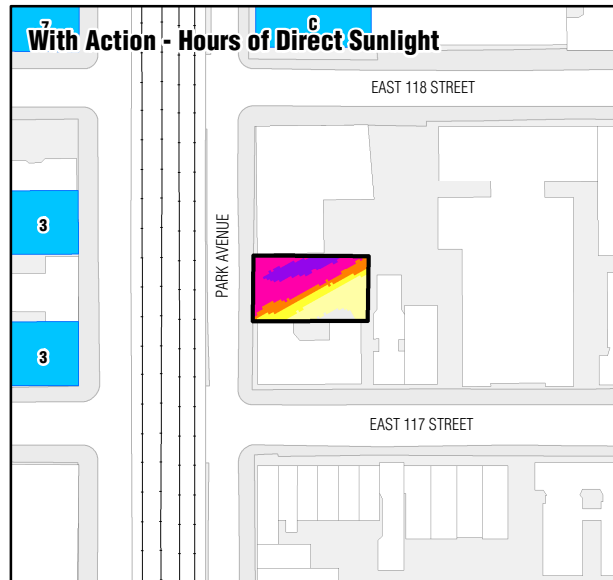 7
C
With Action - Hours of Direct Sunlight
EAST 118 STREET
3
PARK AVENUE
3
EAST 117 STREET